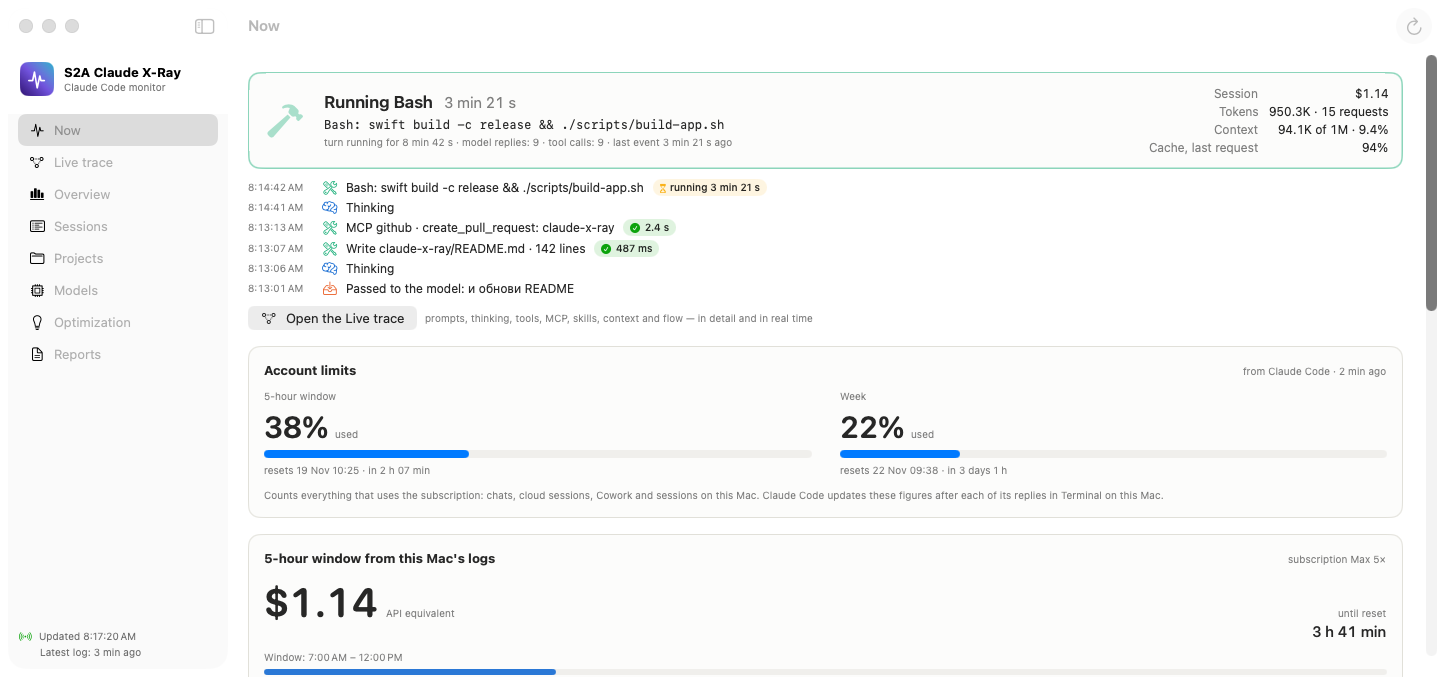 Now
S2A Claude X-Ray
Claude Code monitor
Now
Live trace
Overview
Sessions
Projects
Models
Optimization
Reports
Updated 8:17:20 AM
Latest log: 3 min ago
Running Bash 3 min 21 s
Bash: swift build -c release && ./scripts/build-app.sh
turn running for 8 min 42 s · model replies: 9 · tool calls: 9 · last event 3 min 21 s ago
Session $1.14
Tokens 950.3K · 15 requests
Context 94.1K of 1M · 9.4%
Cache, last request 94%
8:14:42 AM Bash: swift build -c release && ./scripts/build-app.sh running 3 min 21 s
8:14:41 AM Thinking
8:13:13 AM MCP github · create_pull_request: claude-x-ray 2.4 s
8:13:07 AM Write claude-x-ray/README.md · 142 lines 487 ms
8:13:06 AM Thinking
8:13:01 AM Passed to the model: и обнови README
Open the Live trace prompts, thinking, tools, MCP, skills, context and flow — in detail and in real time
Account limits from Claude Code · 2 min ago
5-hour window
38% used
resets 19 Nov 10:25 · in 2 h 07 min
Week
22% used
resets 22 Nov 09:38 · in 3 days 1 h
Counts everything that uses the subscription: chats, cloud sessions, Cowork and sessions on this Mac. Claude Code updates these figures after each of its replies in Terminal on this Mac.
5-hour window from this Mac's logs subscription Max 5×
$1.14 API equivalent
until reset
3 h 41 min
Window: 7:00 AM – 12:00 PM